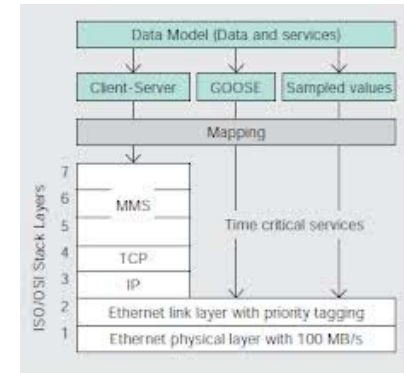 Data Model (Data and services)
Client-Server GOOSE Sampled values
Mapping
ISO/OSI Stack Layers
7
6 MMS
5 Time critical services
4 TCP
3 IP
2 Ethernet link layer with priority tagging
1 Ethernet physical layer with 100 MB/s